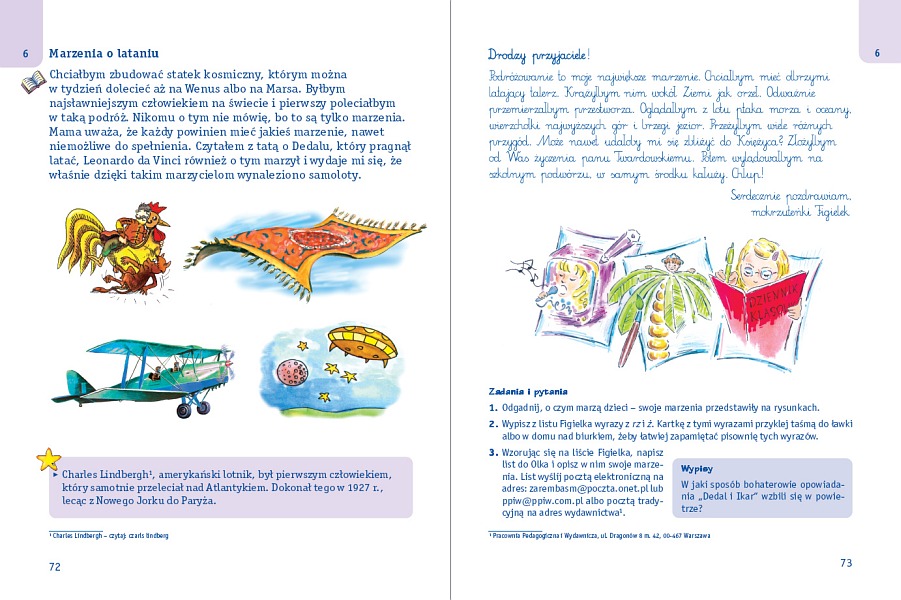 6
Marzenia o lataniu
Chciałbym zbudować statek kosmiczny, którym można
w tydzień dolecieć aż na Wenus albo na Marsa. Byłbym
najsławniejszym człowiekiem na świecie i pierwszy poleciałbym
w taką podróż. Nikomu o tym nie mówię, bo to są tylko marzenia.
Mama uważa, że każdy powinien mieć jakieś marzenie, nawet
niemożliwe do spełnienia. Czytałem z tatą o Dedalu, który pragnął
latać, Leonardo da Vinci również o tym marzył i wydaje mi się, że
właśnie dzięki takim marzycielom wynaleziono samoloty.
▸ Charles Lindbergh¹, amerykański lotnik, był pierwszym człowiekiem,
który samotnie przeleciał nad Atlantykiem. Dokonał tego w 1927 r.,
lecąc z Nowego Jorku do Paryża.
¹ Charles Lindbergh – czytaj: czarls lindberg
72
6
Drodzy przyjaciele!
Podróżowanie to moje największe marzenie. Chciałbym mieć olbrzymi
latający talerz. Krążyłbym nim wokół Ziemi jak orzeł. Odważnie
przemierzałbym przestworza. Oglądałbym z lotu ptaka morza i oceany,
wierzchołki najwyższych gór i brzegi jezior. Przeżyłbym wiele różnych
przygód. Może nawet udałoby mi się zbliżyć do Księżyca? Złożyłbym
od Was życzenia panu Twardowskiemu. Potem wylądowałbym na
szkolnym podwórzu, w samym środku kałuży. Chlup!
Serdecznie pozdrawiam,
mokrzuteńki Figielek
DZIENNIK
KLASOWY
Zadania i pytania
1. Odgadnij, o czym marzą dzieci – swoje marzenia przedstawiły na rysunkach.
2. Wypisz z listu Figielka wyrazy z rz i ż. Kartkę z tymi wyrazami przyklej taśmą do ławki
albo w domu nad biurkiem, żeby łatwiej zapamiętać pisownię tych wyrazów.
3. Wzorując się na liście Figielka, napisz
list do Olka i opisz w nim swoje marze-
nia. List wyślij pocztą elektroniczną na
adres: zarembasm@poczta.onet.pl lub
ppiw@ppiw.com.pl albo pocztą trady-
cyjną na adres wydawnictwa¹.
Wypisy
W jaki sposób bohaterowie opowiada-
nia „Dedal i Ikar” wzbili się w powie-
trze?
¹ Pracownia Pedagogiczna i Wydawnicza, ul. Dragonów 8 m. 42, 00-467 Warszawa
73